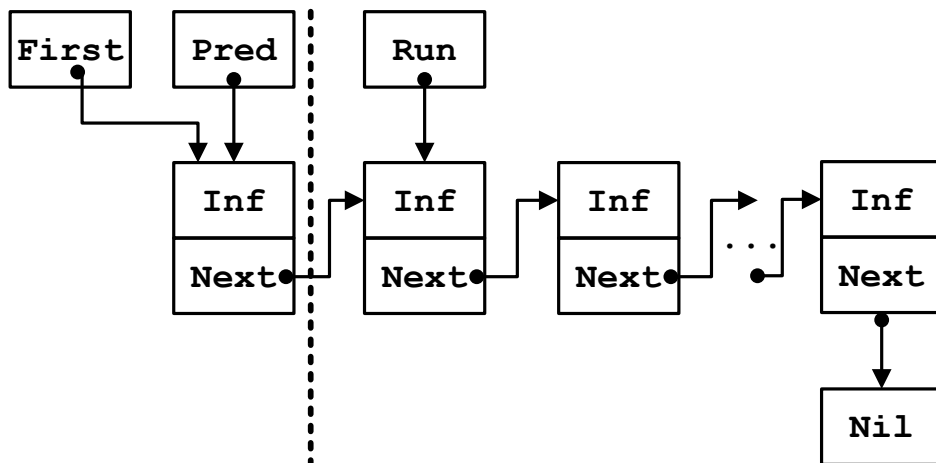 First Pred Run
Inf Inf Inf Inf
. . .
Next Next Next Next
Nil